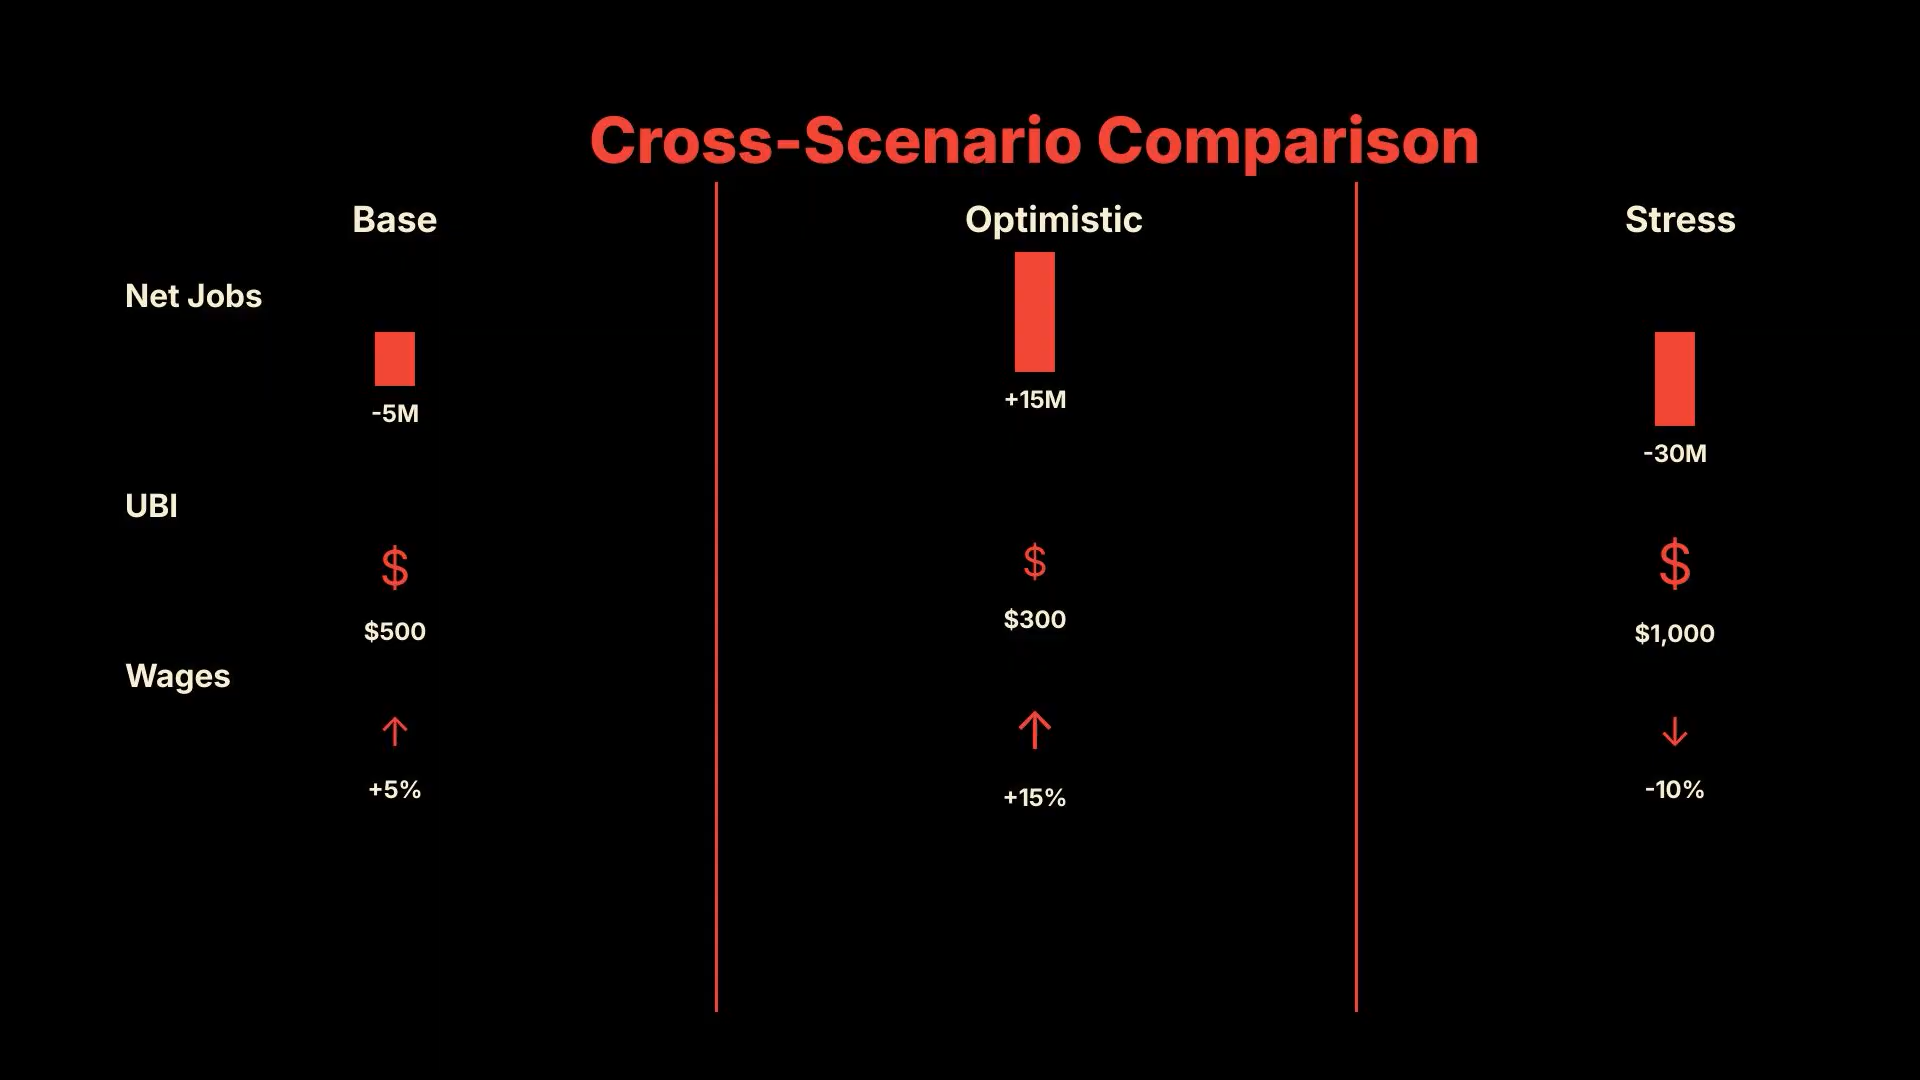 Cross-Scenario Comparison
Base
Optimistic
Stress
Net Jobs
-5M
+15M
-30M
UBI
$
$
$
$500
$300
$1,000
Wages
↑
↑
↓
+5%
+15%
-10%